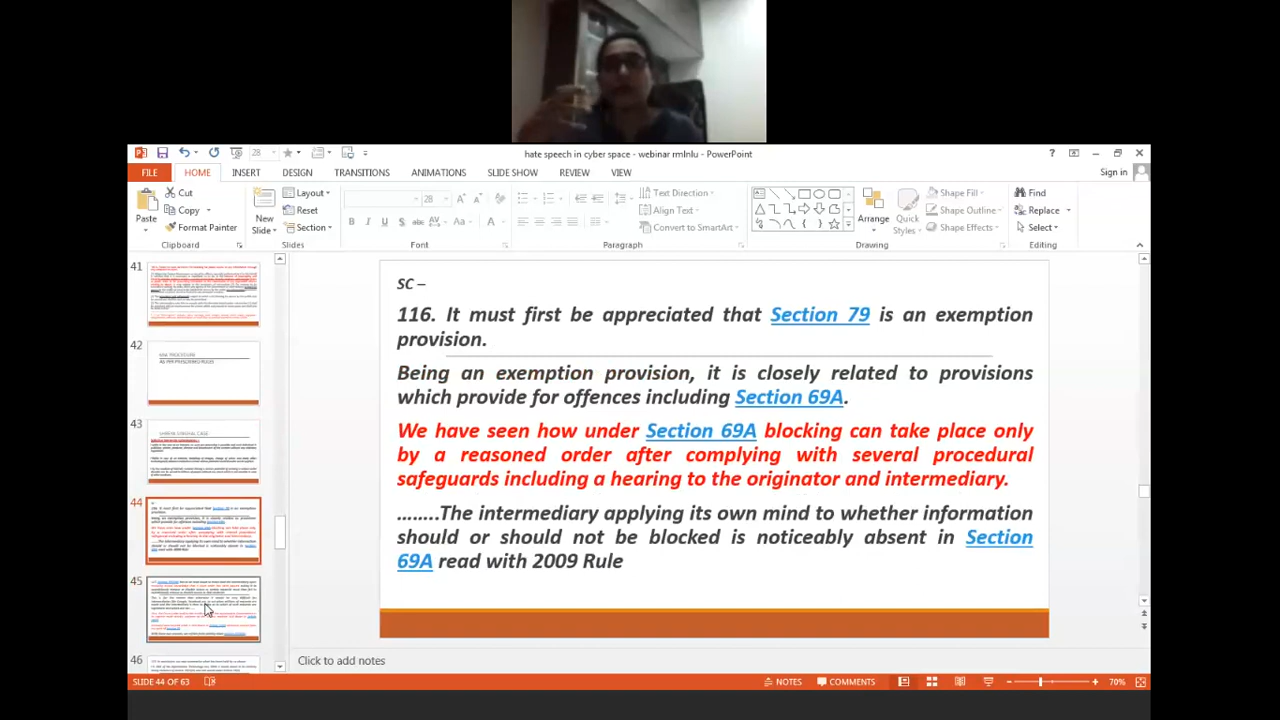 hate speech in cyber space - webinar rmlnlu - PowerPoint
FILE HOME INSERT DESIGN TRANSITIONS ANIMATIONS SLIDE SHOW REVIEW VIEW Sign in
Paste
Cut
Copy
Format Painter
Clipboard
New Slide
Layout
Reset
Section
Slides
28
Font
Text Direction
Align Text
Convert to SmartArt
Paragraph
Arrange
Quick Styles
Shape Fill
Shape Outline
Shape Effects
Drawing
Find
Replace
Select
Editing
41
42
43
44
45
46
SC –
116. It must first be appreciated that Section 79 is an exemption
provision.
Being an exemption provision, it is closely related to provisions
which provide for offences including Section 69A.
We have seen how under Section 69A blocking can take place only
by a reasoned order after complying with several procedural
safeguards including a hearing to the originator and intermediary.
........The intermediary applying its own mind to whether information
should or should not be blocked is noticeably absent in Section
69A read with 2009 Rule
Click to add notes
SLIDE 44 OF 63 NOTES COMMENTS 70%